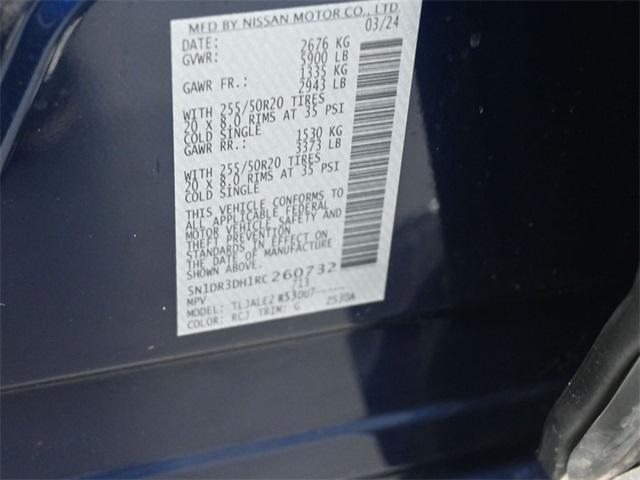 MFD BY NISSAN MOTOR CO., LTD.
DATE: 03/24
GVWR: 2676 KG
5900 LB
GAWR FR.: 1335 KG
2943 LB
WITH 255/50R20 TIRES
20 X 8.0 RIMS AT 35 PSI
COLD SINGLE
GAWR RR.: 1530 KG
3373 LB
WITH 255/50R20 TIRES
20 X 8.0 RIMS AT 35 PSI
COLD SINGLE
THIS VEHICLE CONFORMS TO
ALL APPLICABLE FEDERAL
MOTOR VEHICLE SAFETY AND
THEFT PREVENTION
STANDARDS IN EFFECT ON
THE DATE OF MANUFACTURE
SHOWN ABOVE.
5N1DR3DH1RC260732
MPV 713
MODEL: TLJALC2 R53DU7-----
COLOR: RCJ TRIM: G 2S30A